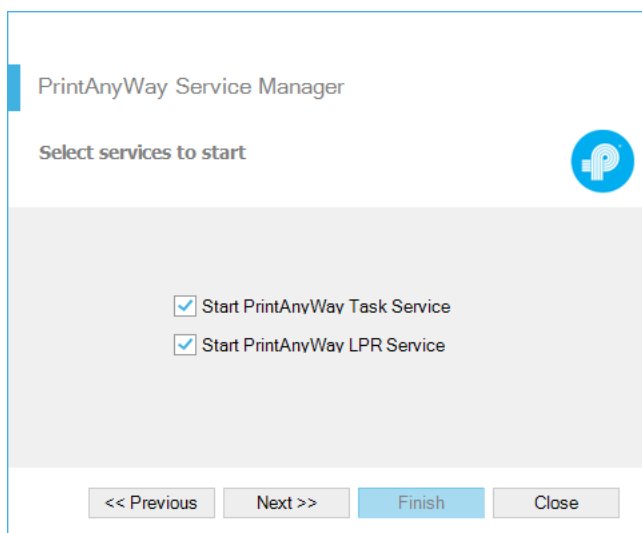 PrintAnyWay Service Manager
Select services to start
Start PrintAnyWay Task Service
Start PrintAnyWay LPR Service
<< Previous Next >> Finish Close